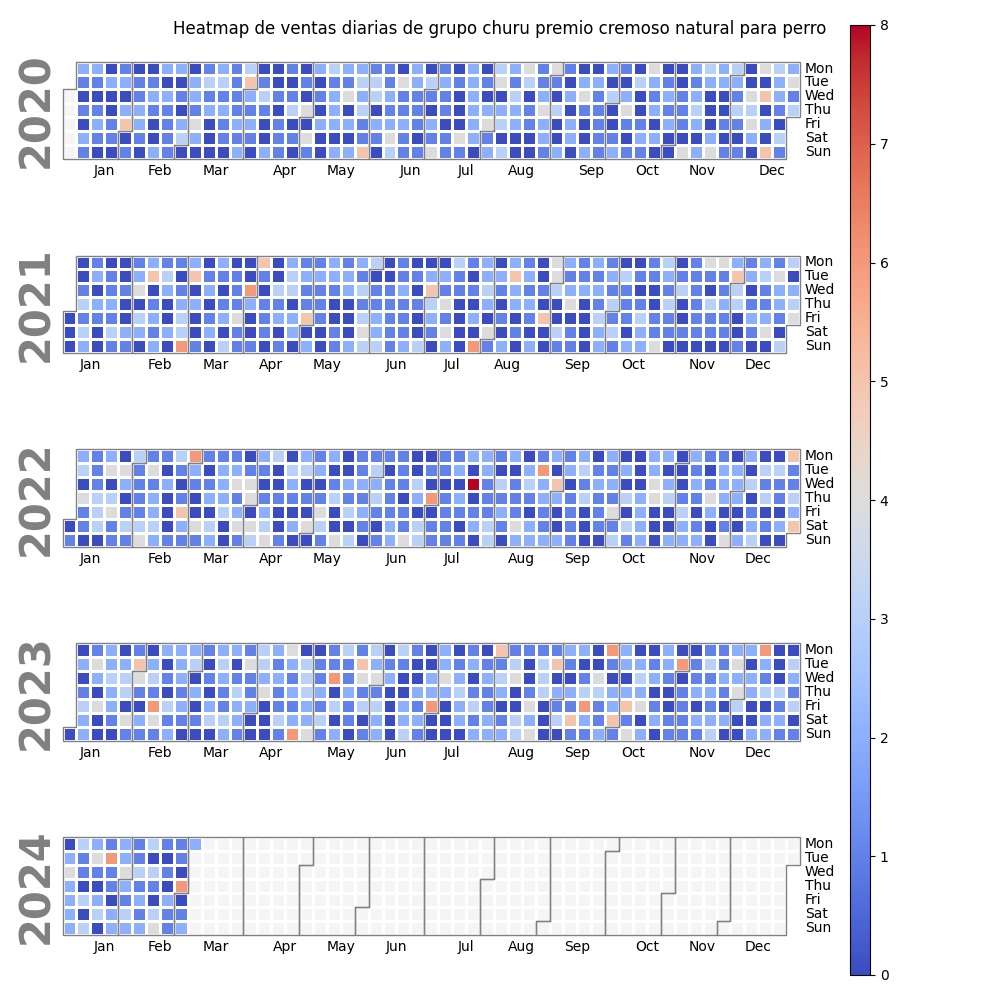 Heatmap de ventas diarias de grupo churu premio cremoso natural para perro
2020
Mon
Tue
Wed
Thu
Fri
Sat
Sun
Jan Feb Mar Apr May Jun Jul Aug Sep Oct Nov Dec
2021
Mon
Tue
Wed
Thu
Fri
Sat
Sun
Jan Feb Mar Apr May Jun Jul Aug Sep Oct Nov Dec
2022
Mon
Tue
Wed
Thu
Fri
Sat
Sun
Jan Feb Mar Apr May Jun Jul Aug Sep Oct Nov Dec
2023
Mon
Tue
Wed
Thu
Fri
Sat
Sun
Jan Feb Mar Apr May Jun Jul Aug Sep Oct Nov Dec
2024
Mon
Tue
Wed
Thu
Fri
Sat
Sun
Jan Feb Mar Apr May Jun Jul Aug Sep Oct Nov Dec
8
7
6
5
4
3
2
1
0